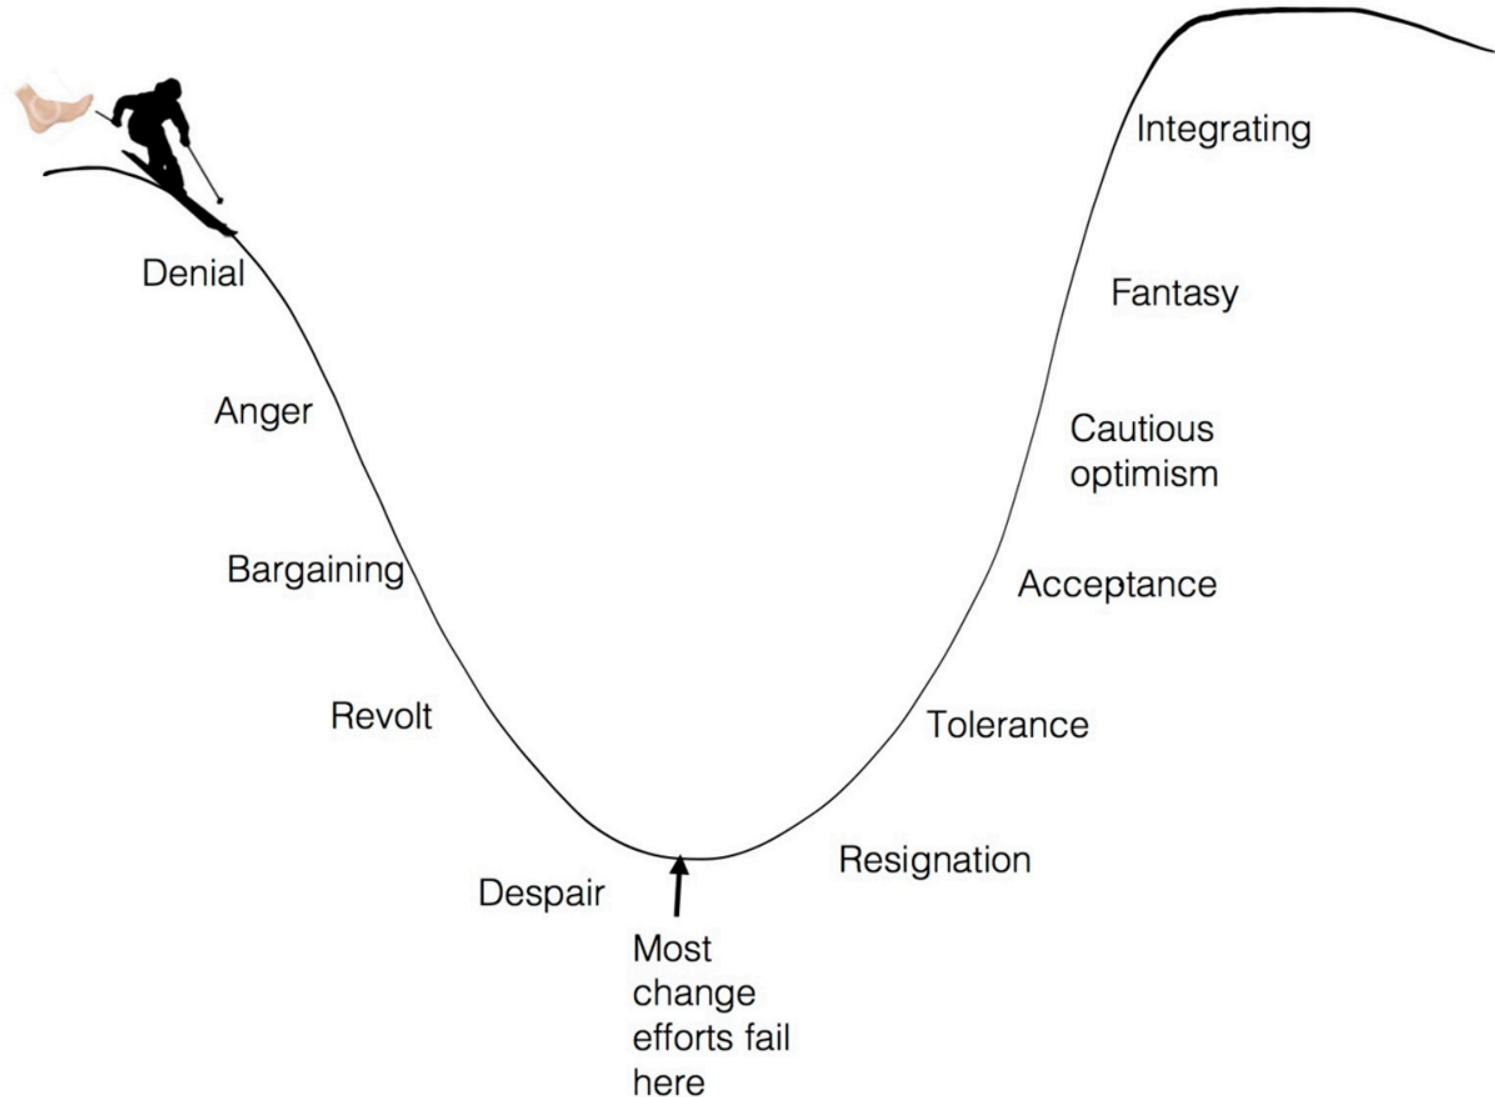 Denial
Anger
Bargaining
Revolt
Despair
Most
change
efforts fail
here
Resignation
Tolerance
Acceptance
Cautious
optimism
Fantasy
Integrating